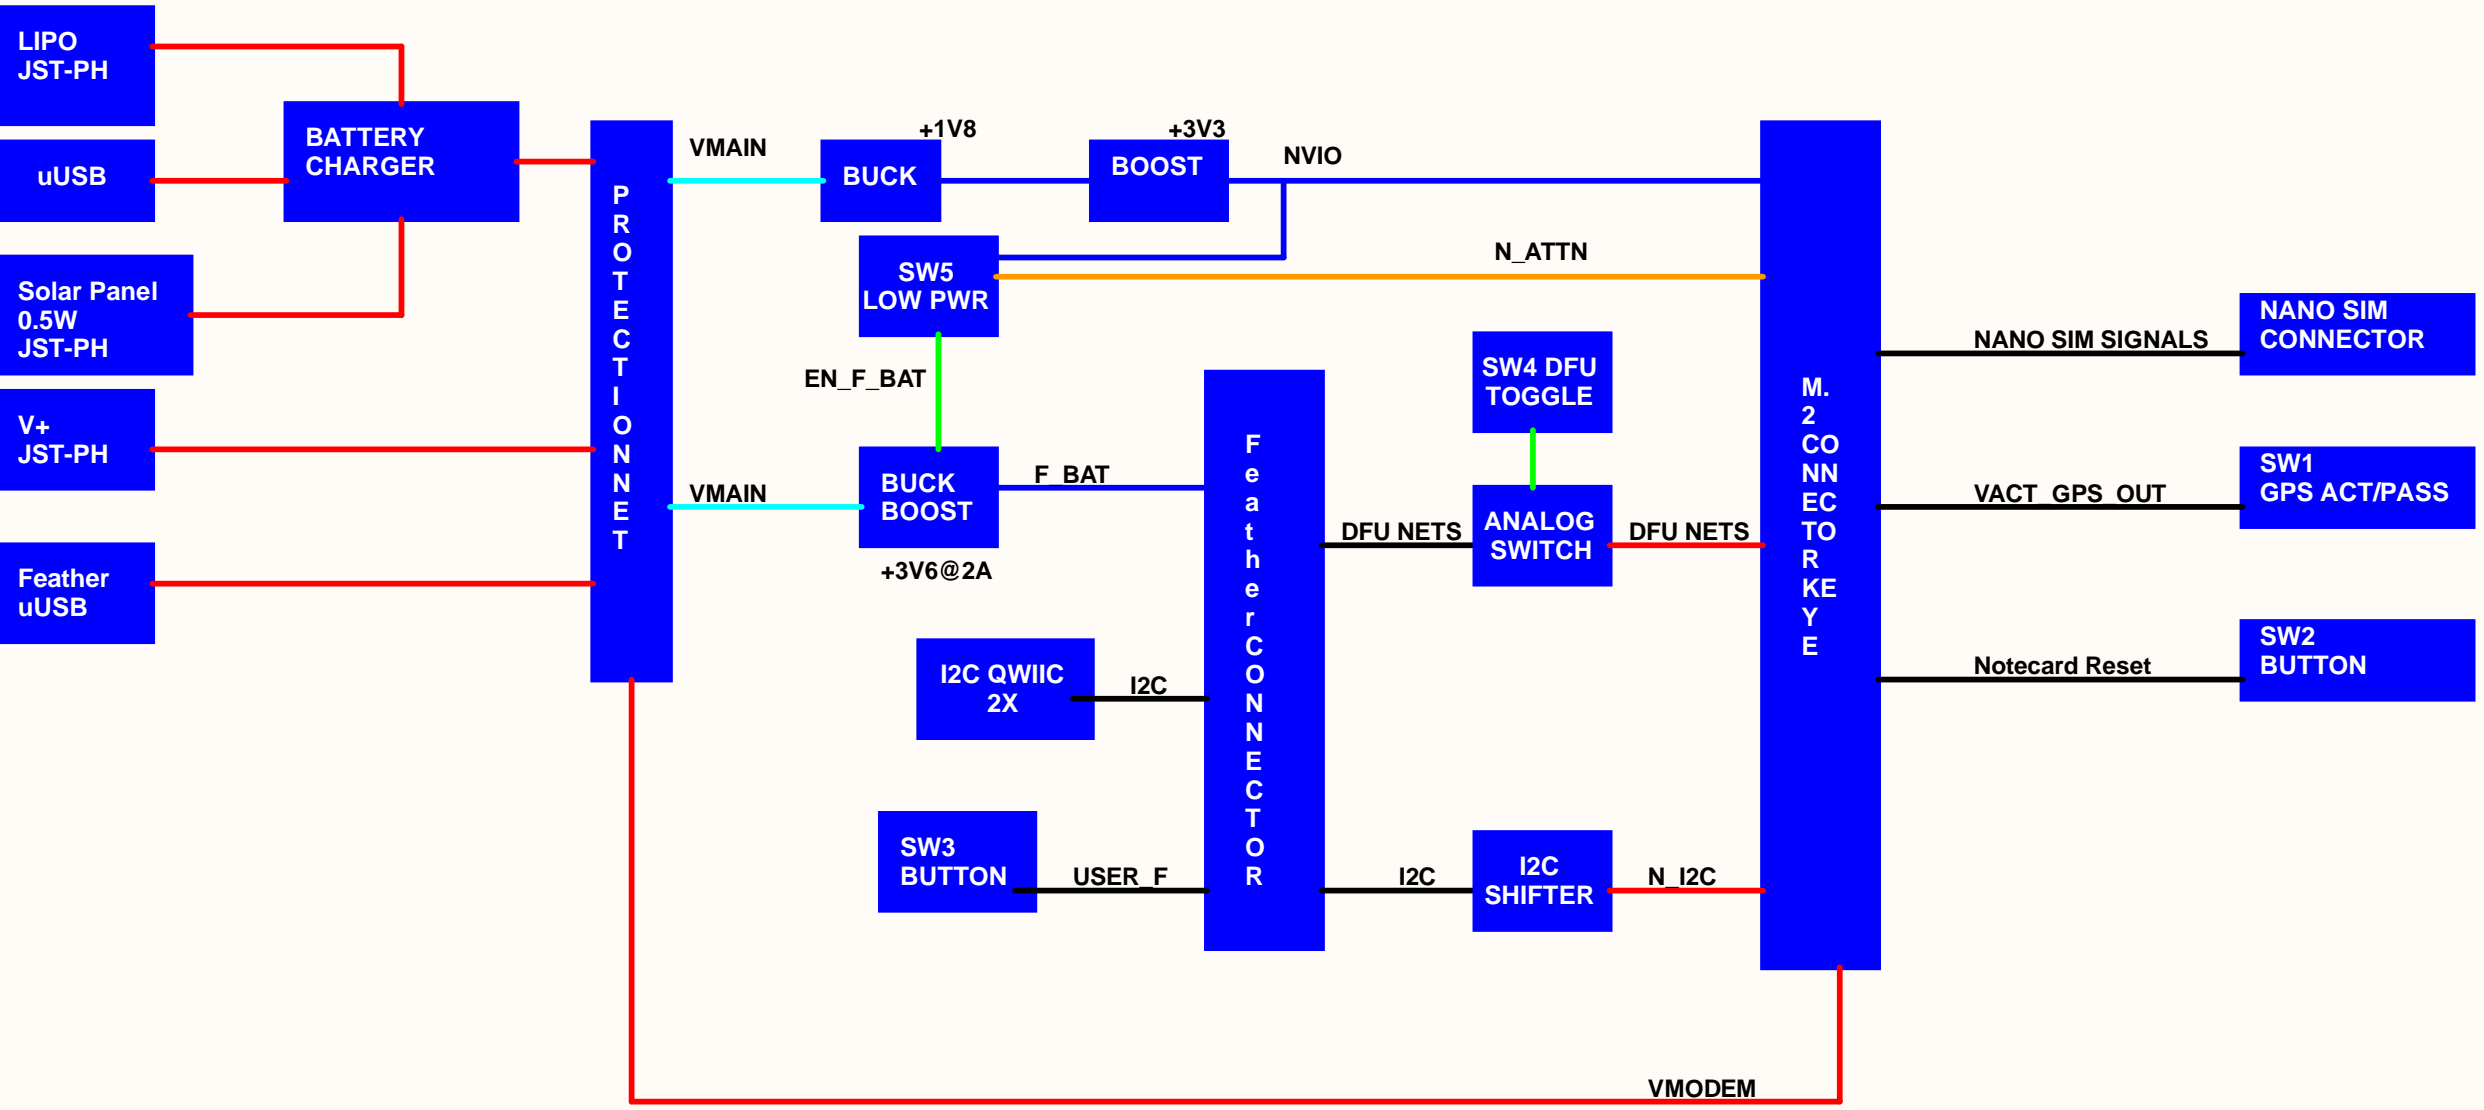 LIPO
JST-PH
uUSB
Solar Panel
0.5W
JST-PH
V+
JST-PH
Feather
uUSB
BATTERY
CHARGER
P
R
O
T
E
C
T
I
O
N
N
E
T
VMAIN
+1V8
BUCK
+3V3
BOOST
NVIO
SW5
LOW PWR
N_ATTN
EN_F_BAT
VMAIN
BUCK
BOOST
+3V6@2A
F_BAT
I2C QWIIC
2X
I2C
SW3
BUTTON
USER_F
F
e
a
t
h
e
r
C
O
N
N
E
C
T
O
R
SW4 DFU
TOGGLE
DFU NETS
ANALOG
SWITCH
DFU NETS
I2C
I2C
SHIFTER
N_I2C
M.
2
CO
NN
EC
TO
R
KE
Y
E
NANO SIM SIGNALS
NANO SIM
CONNECTOR
VACT_GPS_OUT
SW1
GPS ACT/PASS
Notecard Reset
SW2
BUTTON
VMODEM